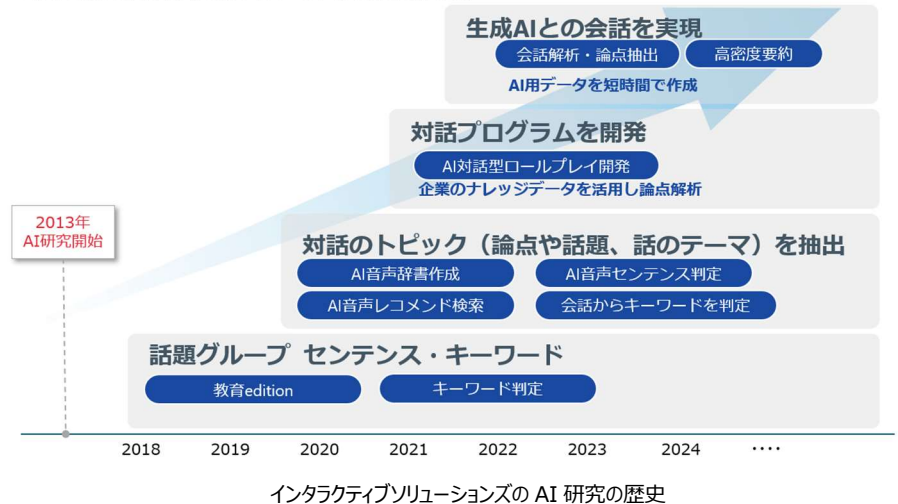 生成AIとの会話を実現
会話解析・論点抽出
高密度要約
AI用データを短時間で作成
対話プログラムを開発
AI対話型ロールプレイ開発
企業のナレッジデータを活用し論点解析
2013年
AI研究開始
対話のトピック（論点や話題、話のテーマ）を抽出
AI音声辞書作成
AI音声センテンス判定
AI音声レコメンド検索
会話からキーワードを判定
話題グループ センテンス・キーワード
教育edition
キーワード判定
2018 2019 2020 2021 2022 2023 2024 ････
インタラクティブソリューションズの AI 研究の歴史